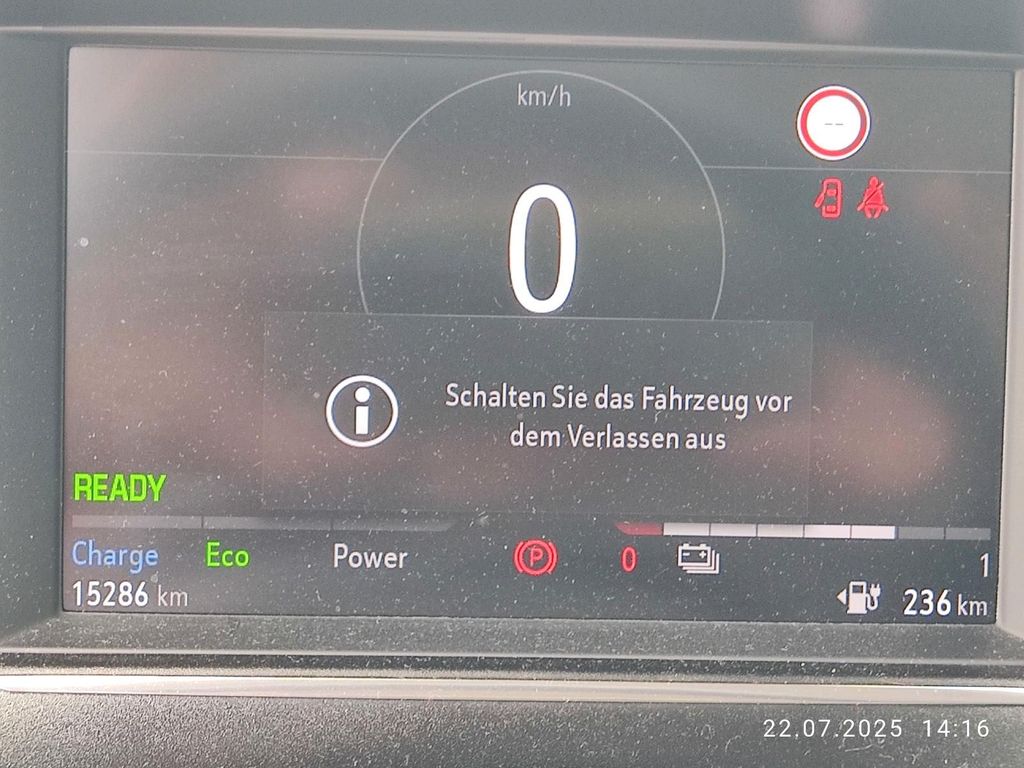 km/h
--
0
Schalten Sie das Fahrzeug vor
dem Verlassen aus
READY
Charge Eco Power P 0 1
15286 km 236 km
22.07.2025 14:16